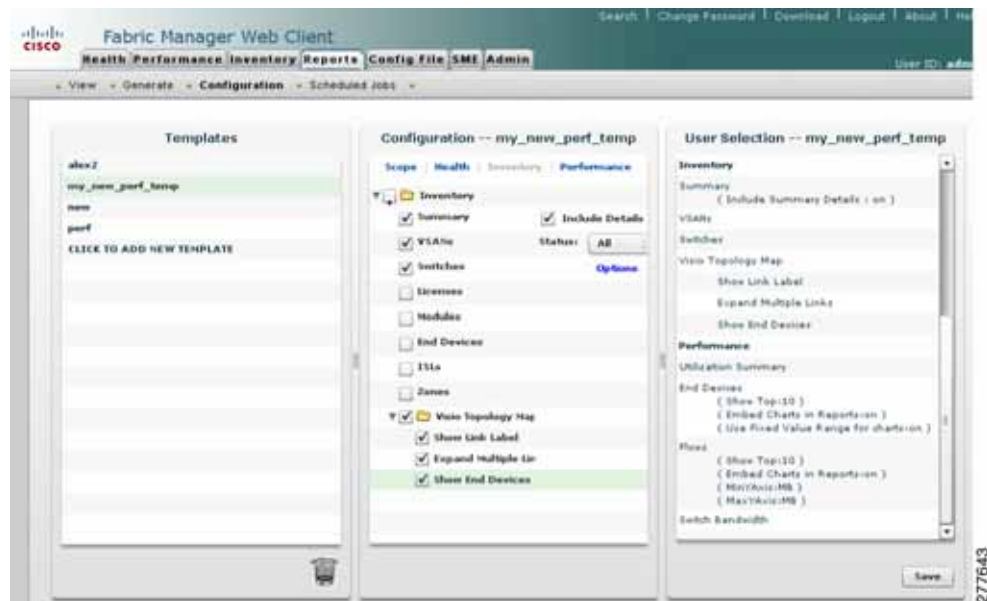 Search | Change Password | Download | Logout | About |
CISCO
Fabric Manager Web Client
Health Performance Inventory Reports Config File SME Admin
User ID:
View Generate Configuration Scheduled Jobs
Templates
alex2
my_new_perf_temp
new
perf
CLICK TO ADD NEW TEMPLATE
Configuration -- my_new_perf_temp
Scope | Health | Inventory | Performance
Inventory
Summary Include Details
VSANs Status: All
Switches Options
Licenses
Modules
End Devices
ISLs
Zones
Visio Topology Map
Show Link Label
Expand Multiple Lin
Show End Devices
User Selection -- my_new_perf_temp
Inventory
Summary
( Include Summary Details : on )
VSANs
Switches
Visio Topology Map
Show Link Label
Expand Multiple Links
Show End Devices
Performance
Utilization Summary
End Devices
( Show Top:10 )
( Embed Charts in Reports:on )
( Use Fixed Value Range for charts:on )
Flows
( Show Top:10 )
( Embed Charts in Reports:on )
( MinYAxis:MB )
( MaxYAxis:MB )
Switch Bandwidth
Save
277643